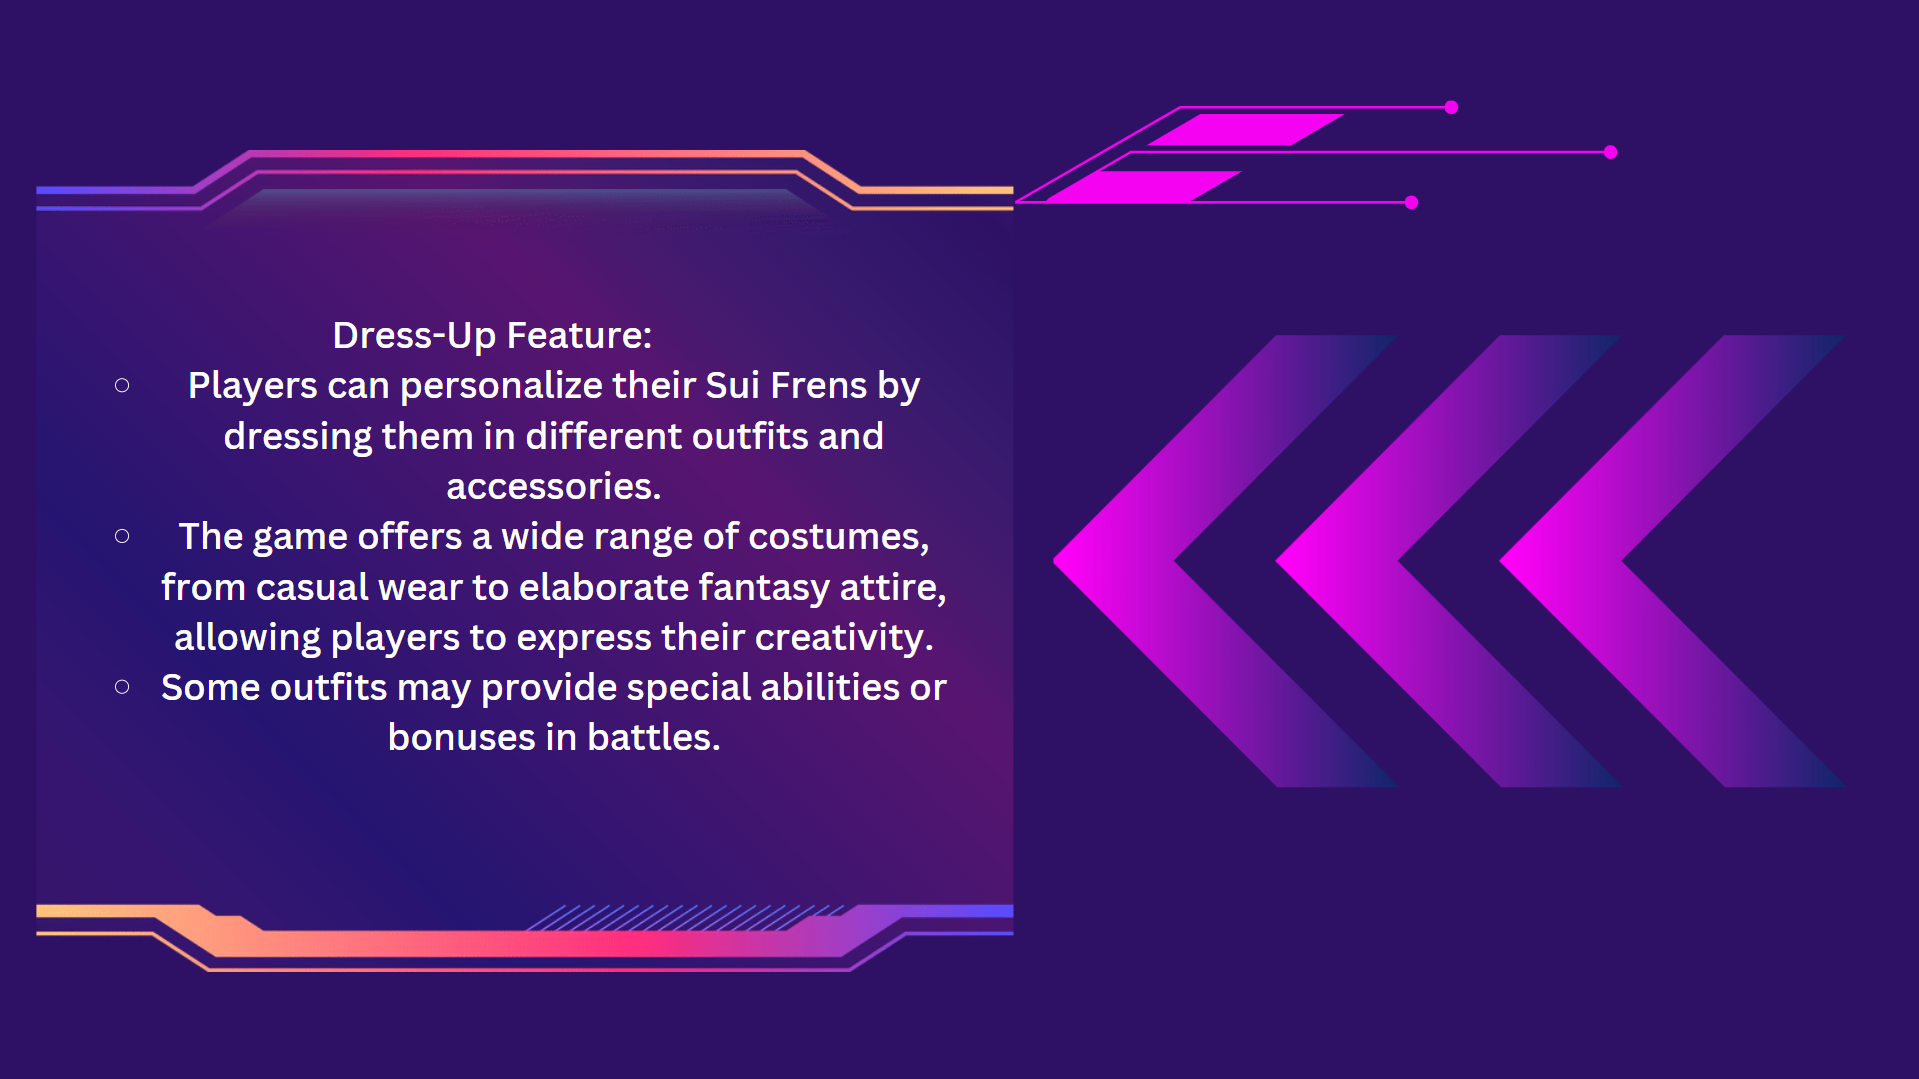 Dress-Up Feature:
Players can personalize their Sui Frens by
dressing them in different outfits and
accessories.
The game offers a wide range of costumes,
from casual wear to elaborate fantasy attire,
allowing players to express their creativity.
Some outfits may provide special abilities or
bonuses in battles.